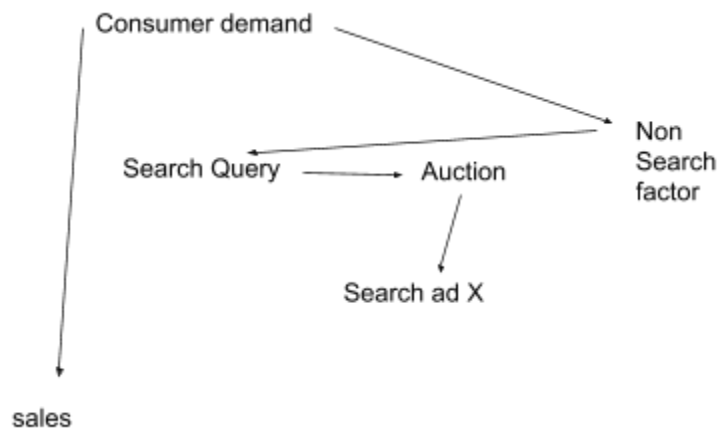 Consumer demand
Non
Search
factor
Search Query
Auction
Search ad X
sales